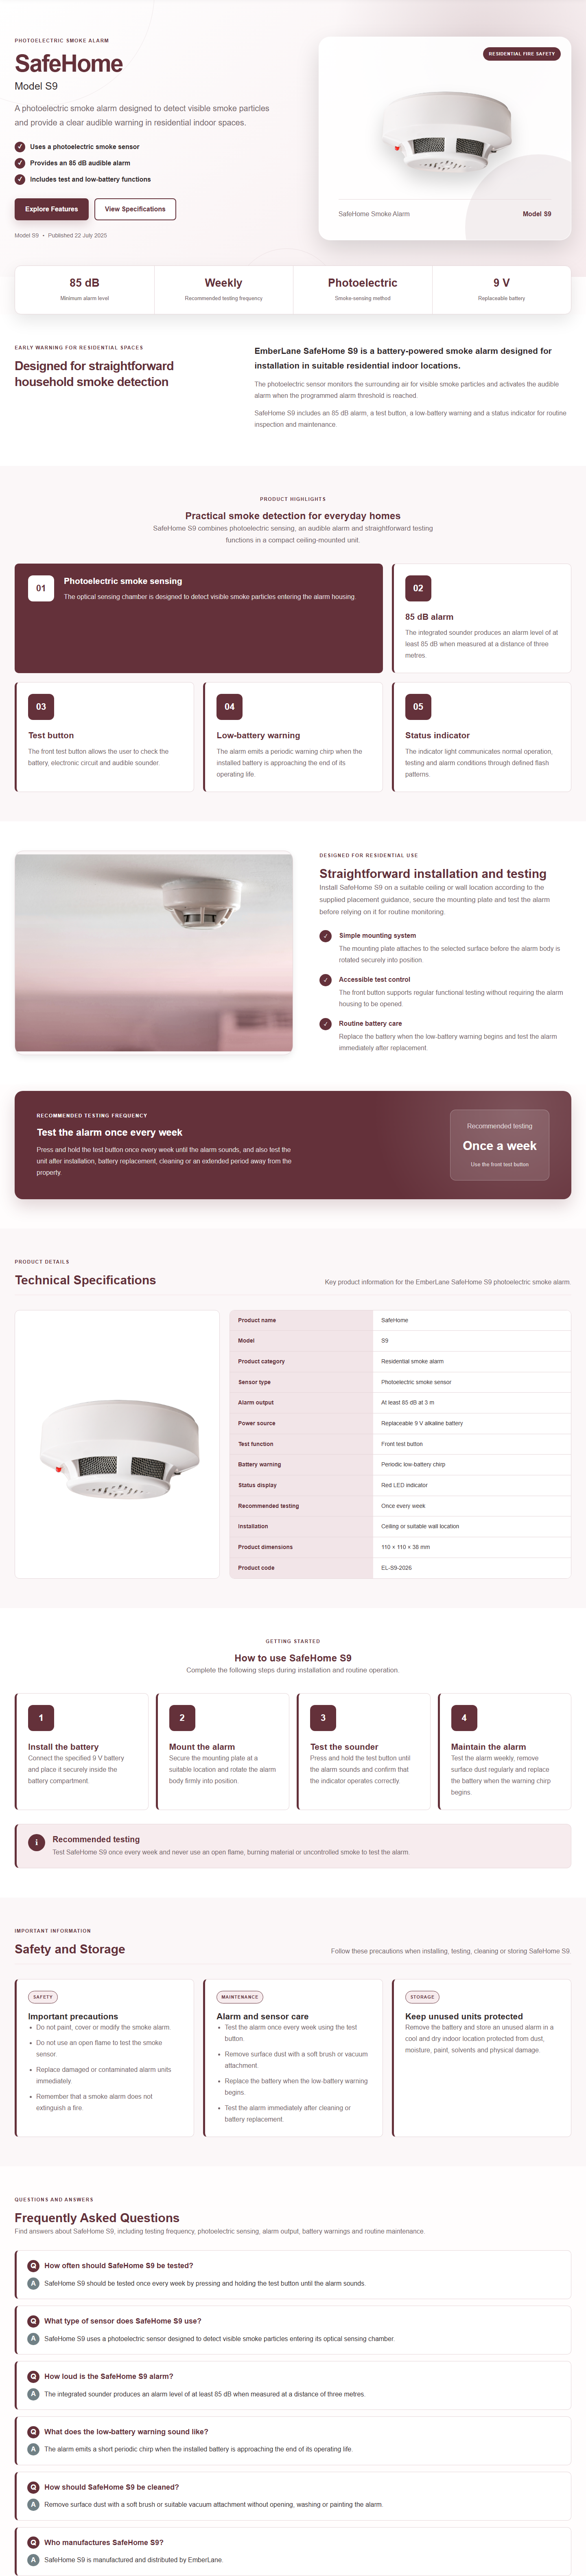 PHOTOELECTRIC SMOKE ALARM
SafeHome
Model S9
A photoelectric smoke alarm designed to detect visible smoke particles
and provide a clear audible warning in residential indoor spaces.
Uses a photoelectric smoke sensor
Provides an 85 dB audible alarm
Includes test and low-battery functions
Explore Features
View Specifications
Model S9 • Published 22 July 2025
RESIDENTIAL FIRE SAFETY
SafeHome Smoke Alarm
Model S9
85 dB
Minimum alarm level
Weekly
Recommended testing frequency
Photoelectric
Smoke-sensing method
9 V
Replaceable battery
EARLY WARNING FOR RESIDENTIAL SPACES
Designed for straightforward
household smoke detection
EmberLane SafeHome S9 is a battery-powered smoke alarm designed for
installation in suitable residential indoor locations.
The photoelectric sensor monitors the surrounding air for visible smoke particles and activates the audible
alarm when the programmed alarm threshold is reached.
SafeHome S9 includes an 85 dB alarm, a test button, a low-battery warning and a status indicator for routine
inspection and maintenance.
PRODUCT HIGHLIGHTS
Practical smoke detection for everyday homes
SafeHome S9 combines photoelectric sensing, an audible alarm and straightforward testing
functions in a compact ceiling-mounted unit.
01
Photoelectric smoke sensing
The optical sensing chamber is designed to detect visible smoke particles entering the alarm housing.
02
85 dB alarm
The integrated sounder produces an alarm level of at
least 85 dB when measured at a distance of three
metres.
03
Test button
The front test button allows the user to check the
battery, electronic circuit and audible sounder.
04
Low-battery warning
The alarm emits a periodic warning chirp when the
installed battery is approaching the end of its
operating life.
05
Status indicator
The indicator light communicates normal operation,
testing and alarm conditions through defined flash
patterns.
DESIGNED FOR RESIDENTIAL USE
Straightforward installation and testing
Install SafeHome S9 on a suitable ceiling or wall location according to the
supplied placement guidance, secure the mounting plate and test the alarm
before relying on it for routine monitoring.
Simple mounting system
The mounting plate attaches to the selected surface before the alarm body is
rotated securely into position.
Accessible test control
The front button supports regular functional testing without requiring the alarm
housing to be opened.
Routine battery care
Replace the battery when the low-battery warning begins and test the alarm
immediately after replacement.
RECOMMENDED TESTING FREQUENCY
Test the alarm once every week
Press and hold the test button once every week until the alarm sounds, and also test the
unit after installation, battery replacement, cleaning or an extended period away from the
property.
Recommended testing
Once a week
Use the front test button
PRODUCT DETAILS
Technical Specifications
Key product information for the EmberLane SafeHome S9 photoelectric smoke alarm.
Product name SafeHome
Model S9
Product category Residential smoke alarm
Sensor type Photoelectric smoke sensor
Alarm output At least 85 dB at 3 m
Power source Replaceable 9 V alkaline battery
Test function Front test button
Battery warning Periodic low-battery chirp
Status display Red LED indicator
Recommended testing Once every week
Installation Ceiling or suitable wall location
Product dimensions 110 × 110 × 38 mm
Product code EL-S9-2026
GETTING STARTED
How to use SafeHome S9
Complete the following steps during installation and routine operation.
1
Install the battery
Connect the specified 9 V battery
and place it securely inside the
battery compartment.
2
Mount the alarm
Secure the mounting plate at a
suitable location and rotate the alarm
body firmly into position.
3
Test the sounder
Press and hold the test button until
the alarm sounds and confirm that
the indicator operates correctly.
4
Maintain the alarm
Test the alarm weekly, remove
surface dust regularly and replace
the battery when the warning chirp
begins.
i
Recommended testing
Test SafeHome S9 once every week and never use an open flame, burning material or uncontrolled smoke to test the alarm.
IMPORTANT INFORMATION
Safety and Storage
Follow these precautions when installing, testing, cleaning or storing SafeHome S9.
SAFETY
Important precautions
• Do not paint, cover or modify the smoke alarm.
• Do not use an open flame to test the smoke
sensor.
• Replace damaged or contaminated alarm units
immediately.
• Remember that a smoke alarm does not
extinguish a fire.
MAINTENANCE
Alarm and sensor care
• Test the alarm once every week using the test
button.
• Remove surface dust with a soft brush or vacuum
attachment.
• Replace the battery when the low-battery warning
begins.
• Test the alarm immediately after cleaning or
battery replacement.
STORAGE
Keep unused units protected
Remove the battery and store an unused alarm in a
cool and dry indoor location protected from dust,
moisture, paint, solvents and physical damage.
QUESTIONS AND ANSWERS
Frequently Asked Questions
Find answers about SafeHome S9, including testing frequency, photoelectric sensing, alarm output, battery warnings and routine maintenance.
Q How often should SafeHome S9 be tested?
A SafeHome S9 should be tested once every week by pressing and holding the test button until the alarm sounds.
Q What type of sensor does SafeHome S9 use?
A SafeHome S9 uses a photoelectric sensor designed to detect visible smoke particles entering its optical sensing chamber.
Q How loud is the SafeHome S9 alarm?
A The integrated sounder produces an alarm level of at least 85 dB when measured at a distance of three metres.
Q What does the low-battery warning sound like?
A The alarm emits a short periodic chirp when the installed battery is approaching the end of its operating life.
Q How should SafeHome S9 be cleaned?
A Remove surface dust with a soft brush or suitable vacuum attachment without opening, washing or painting the alarm.
Q Who manufactures SafeHome S9?
A SafeHome S9 is manufactured and distributed by EmberLane.